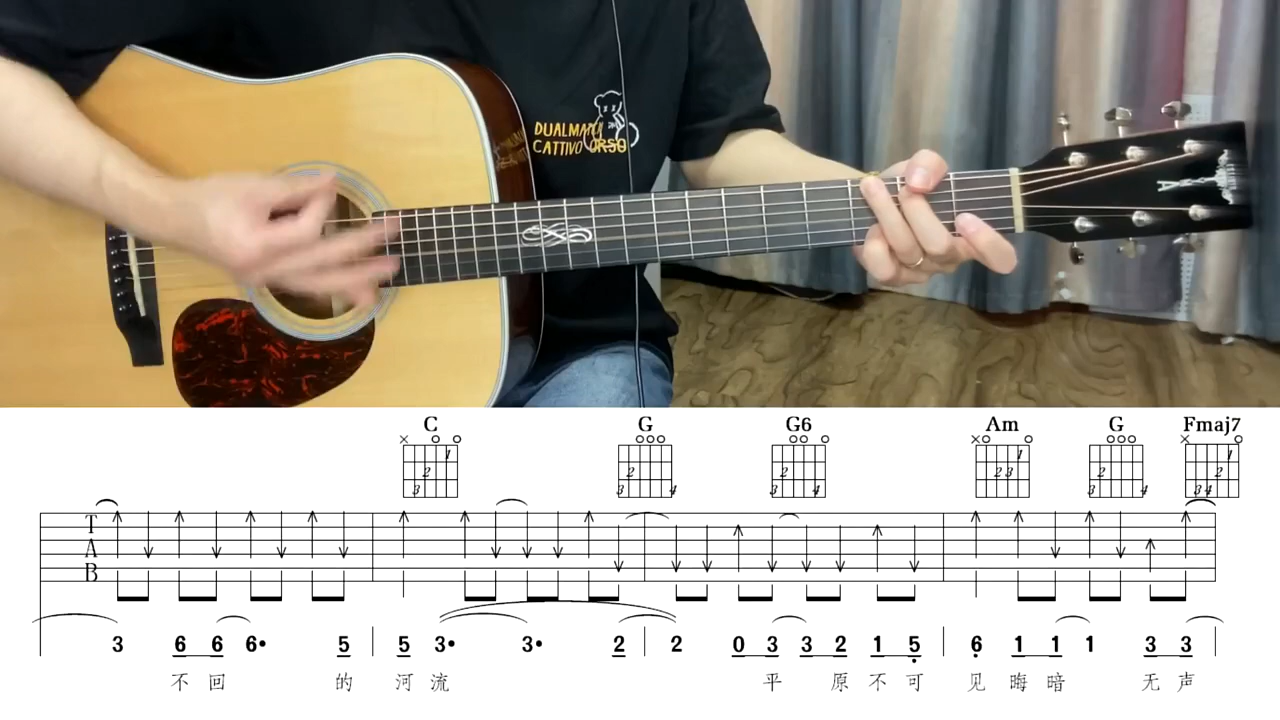 DUALMATCH
CATTIVO ORSO
C G G6 Am G Fmaj7
T
A
B
3 6 6 6• 5 5 3• 3• 2 2 0 3 3 2 1 5 6 1 1 1 3 3
不 回 的 河 流 平 原 不 可 见 晦 暗 无 声